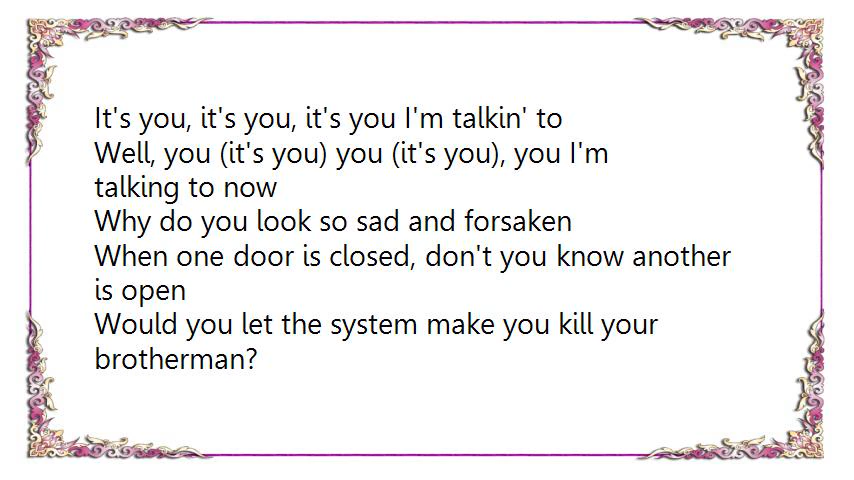 It's you, it's you, it's you I'm talkin' to
Well, you (it's you) you (it's you), you I'm
talking to now
Why do you look so sad and forsaken
When one door is closed, don't you know another
is open
Would you let the system make you kill your
brotherman?